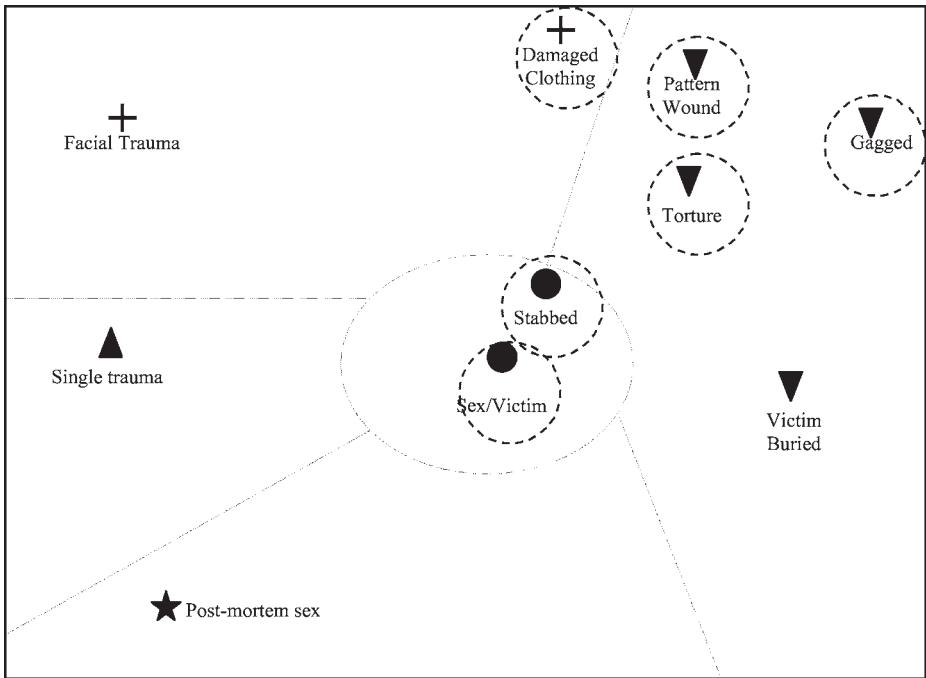 Damaged
Clothing
Pattern
Wound
Facial Trauma
Gagged
Torture
Stabbed
Single trauma
Sex/Victim
Victim
Buried
Post-mortem sex